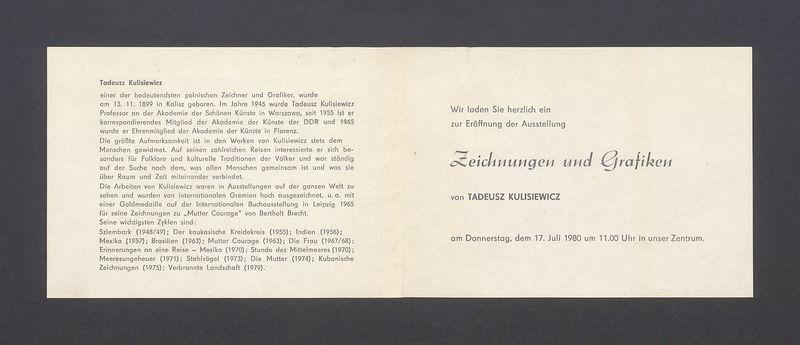 Tadeusz Kulisiewicz
einer der bedeutendsten polnischen Zeichner und Grafiker, wurde
am 13. 11. 1899 in Kalisz geboren. Im Jahre 1946 wurde Tadeusz Kulisiewicz
Professor an der Akademie der Schönen Künste in Warszawa, seit 1955 ist er
korrespondierendes Mitglied der Akademie der Künste der DDR und 1965
wurde er Ehrenmitglied der Akademie der Künste in Florenz.
Die größte Aufmerksamkeit ist in den Werken von Kulisiewicz stets dem
Menschen gewidmet. Auf seinen zahlreichen Reisen interessierte er sich be-
sonders für Folklore und kulturelle Traditionen der Völker und war ständig
auf der Suche nach dem, was allen Menschen gemeinsam ist und was sie
über Raum und Zeit miteinander verbindet.
Die Arbeiten von Kulisiewicz waren in Ausstellungen auf der ganzen Welt zu
sehen und wurden von internationalen Gremien hoch ausgezeichnet, u. a. mit
einer Goldmedaille auf der Internationalen Buchausstellung in Leipzig 1965
für seine Zeichnungen zu „Mutter Courage" von Bertholt Brecht.
Seine wichtigsten Zyklen sind:
Szlembark (1948/49); Der kaukasische Kreidekreis (1955); Indien (1956);
Mexika (1957); Brasilien (1963); Mutter Courage (1963); Die Frau (1967/68);
Erinnerungen an eine Reise – Mexika (1970); Stunde des Mittelmeeres (1970);
Meeresungeheuer (1971); Stahlvögel (1973); Die Mutter (1974); Kubanische
Zeichnungen (1975); Verbrannte Landschaft (1979).
Wir laden Sie herzlich ein
zur Eröffnung der Ausstellung
Zeichnungen und Grafiken
von TADEUSZ KULISIEWICZ
am Donnerstag, dem 17. Juli 1980 um 11.00 Uhr in unser Zentrum.